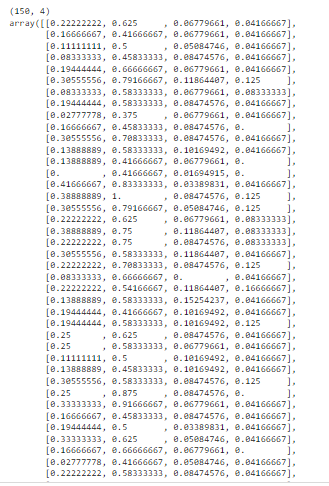 (150, 4)
array([[0.22222222, 0.625     , 0.06779661, 0.04166667],
[0.16666667, 0.41666667, 0.06779661, 0.04166667],
[0.11111111, 0.5       , 0.05084746, 0.04166667],
[0.08333333, 0.45833333, 0.08474576, 0.04166667],
[0.19444444, 0.66666667, 0.06779661, 0.04166667],
[0.30555556, 0.79166667, 0.11864407, 0.125     ],
[0.08333333, 0.58333333, 0.06779661, 0.08333333],
[0.19444444, 0.58333333, 0.08474576, 0.04166667],
[0.02777778, 0.375     , 0.06779661, 0.04166667],
[0.16666667, 0.45833333, 0.08474576, 0.        ],
[0.30555556, 0.70833333, 0.08474576, 0.04166667],
[0.13888889, 0.58333333, 0.10169492, 0.04166667],
[0.13888889, 0.41666667, 0.06779661, 0.        ],
[0.        , 0.41666667, 0.01694915, 0.        ],
[0.41666667, 0.83333333, 0.03389831, 0.04166667],
[0.38888889, 1.        , 0.08474576, 0.125     ],
[0.30555556, 0.79166667, 0.05084746, 0.125     ],
[0.22222222, 0.625     , 0.06779661, 0.08333333],
[0.38888889, 0.75      , 0.11864407, 0.08333333],
[0.22222222, 0.75      , 0.08474576, 0.08333333],
[0.30555556, 0.58333333, 0.11864407, 0.04166667],
[0.22222222, 0.70833333, 0.08474576, 0.125     ],
[0.08333333, 0.66666667, 0.        , 0.04166667],
[0.22222222, 0.54166667, 0.11864407, 0.16666667],
[0.13888889, 0.58333333, 0.15254237, 0.04166667],
[0.19444444, 0.41666667, 0.10169492, 0.04166667],
[0.19444444, 0.58333333, 0.10169492, 0.125     ],
[0.25      , 0.625     , 0.08474576, 0.04166667],
[0.25      , 0.58333333, 0.06779661, 0.04166667],
[0.11111111, 0.5       , 0.10169492, 0.04166667],
[0.13888889, 0.45833333, 0.10169492, 0.04166667],
[0.30555556, 0.58333333, 0.08474576, 0.125     ],
[0.25      , 0.875     , 0.08474576, 0.        ],
[0.33333333, 0.91666667, 0.06779661, 0.04166667],
[0.16666667, 0.45833333, 0.08474576, 0.04166667],
[0.19444444, 0.5       , 0.03389831, 0.04166667],
[0.33333333, 0.625     , 0.05084746, 0.04166667],
[0.16666667, 0.66666667, 0.06779661, 0.        ],
[0.02777778, 0.41666667, 0.05084746, 0.04166667],
[0.22222222, 0.58333333, 0.08474576, 0.04166667],